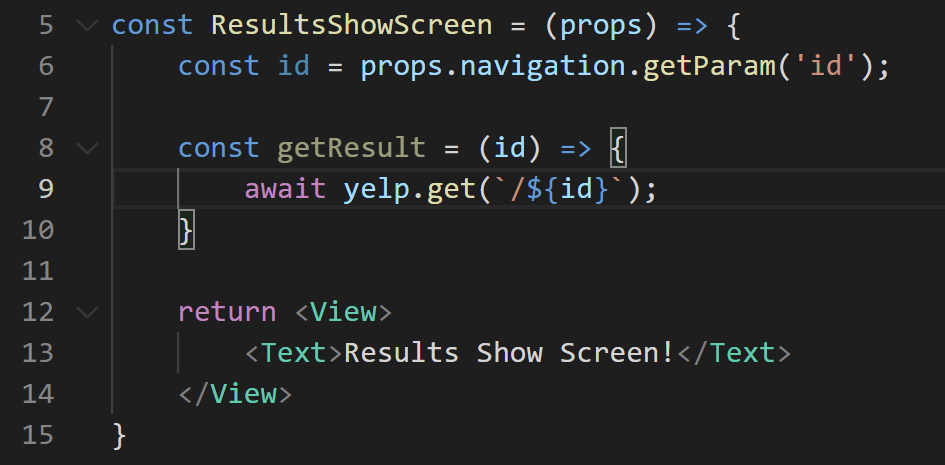 5 const ResultsShowScreen = (props) => {
6 const id = props.navigation.getParam('id');
7
8 const getResult = (id) => {
9 await yelp.get(`/${id}`);
10 }
11
12 return <View>
13 <Text>Results Show Screen!</Text>
14 </View>
15 }